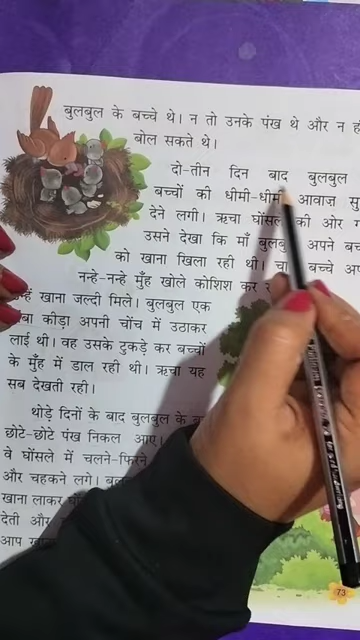 बुलबुल के बच्चे थे। न तो उनके पंख थे और न ही
बोल सकते थे।
दो-तीन दिन बाद बुलबुल
बच्चों की धीमी-धीमी आवाज़
देने लगी। ऋचा घोंसले की ओर
उसने देखा कि माँ बुलबुल अपने
को खाना खिला रही थी। बच्चे
नन्हे-नन्हे मुँह खोले कोशिश कर
खाना जल्दी मिले। बुलबुल एक
कीड़ा अपनी चोंच में उठाकर
लाई थी। वह उसके टुकड़े कर बच्चों
के मुँह में डाल रही थी। ऋचा यह
सब देखती रही।
थोड़े दिनों के बाद बुलबुल के
छोटे-छोटे पंख निकल आए।
वे घोंसले में चलने-फिरने
और चहकने लगे।
खाना लाकर
देती और
आप
73